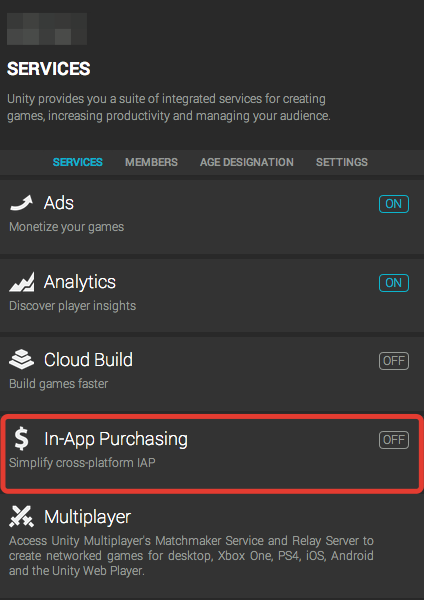 SERVICES
Unity provides you a suite of integrated services for creating
games, increasing productivity and managing your audience.
SERVICES MEMBERS AGE DESIGNATION SETTINGS
Ads ON
Monetize your games
Analytics ON
Discover player insights
Cloud Build OFF
Build games faster
$ In-App Purchasing OFF
Simplify cross-platform IAP
Multiplayer
Access Unity Multiplayer's Matchmaker Service and Relay Server to
create networked games for desktop, Xbox One, PS4, iOS, Android
and the Unity Web Player.